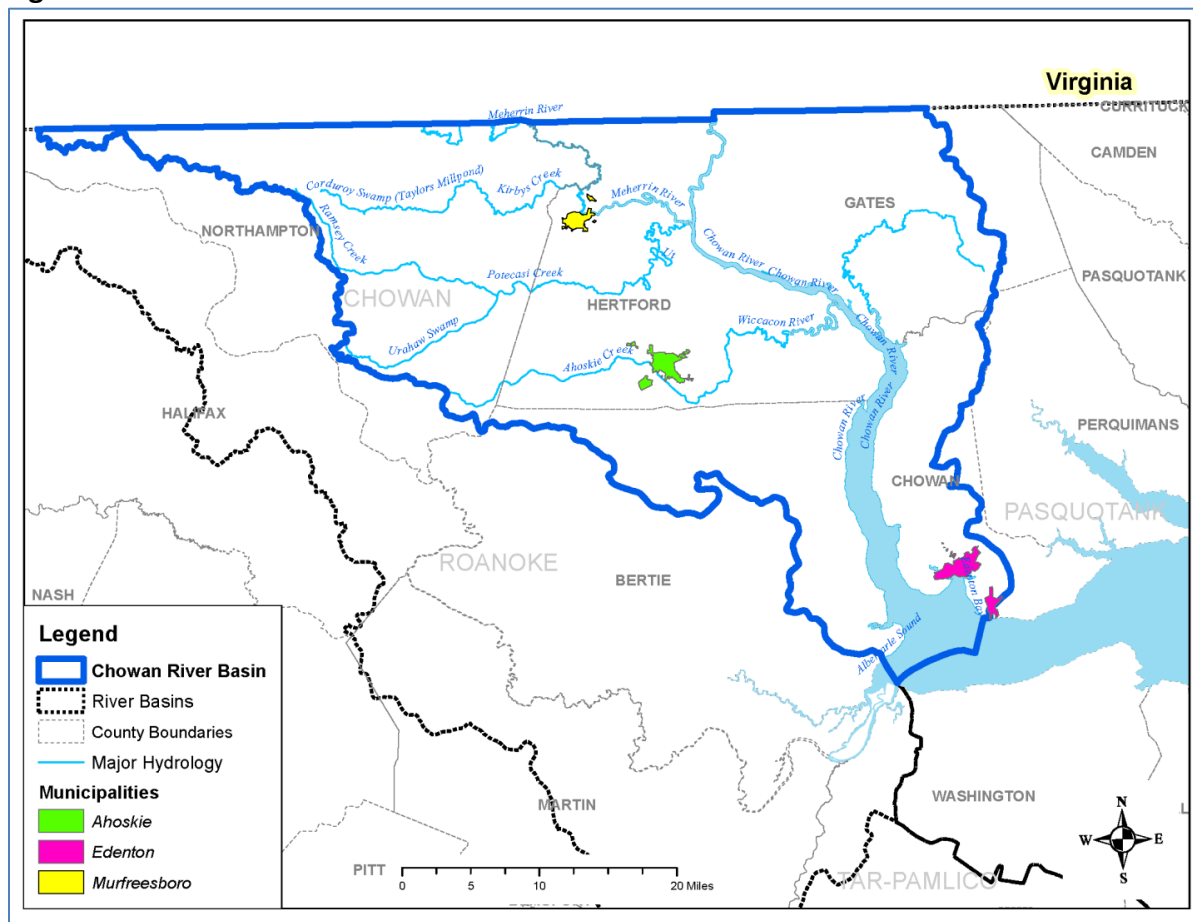 Virginia
CURRITUCK
Meherrin River
CAMDEN
Corduroy Swamp (Taylors Millpond)
Kirbys Creek
Meherrin River
GATES
NORTHAMPTON
Ramsey Creek
Chowan River
Chowan River
PASQUOTANK
Potecasi Creek
CHOWAN
HERTFORD
Wiccacon River
Chowan River
Urahaw Swamp
Ahoskie Creek
HALIFAX
Chowan River
Chowan River
PERQUIMANS
CHOWAN
PASQUOTANK
ROANOKE
BERTIE
NASH
Albemarle Sound
Legend
Chowan River Basin
River Basins
County Boundaries
Major Hydrology
Municipalities
Ahoskie
Edenton
Murfreesboro
MARTIN
WASHINGTON
N
W
E
S
PITT
0 5 10 20 Miles
TAR-PAMLICO